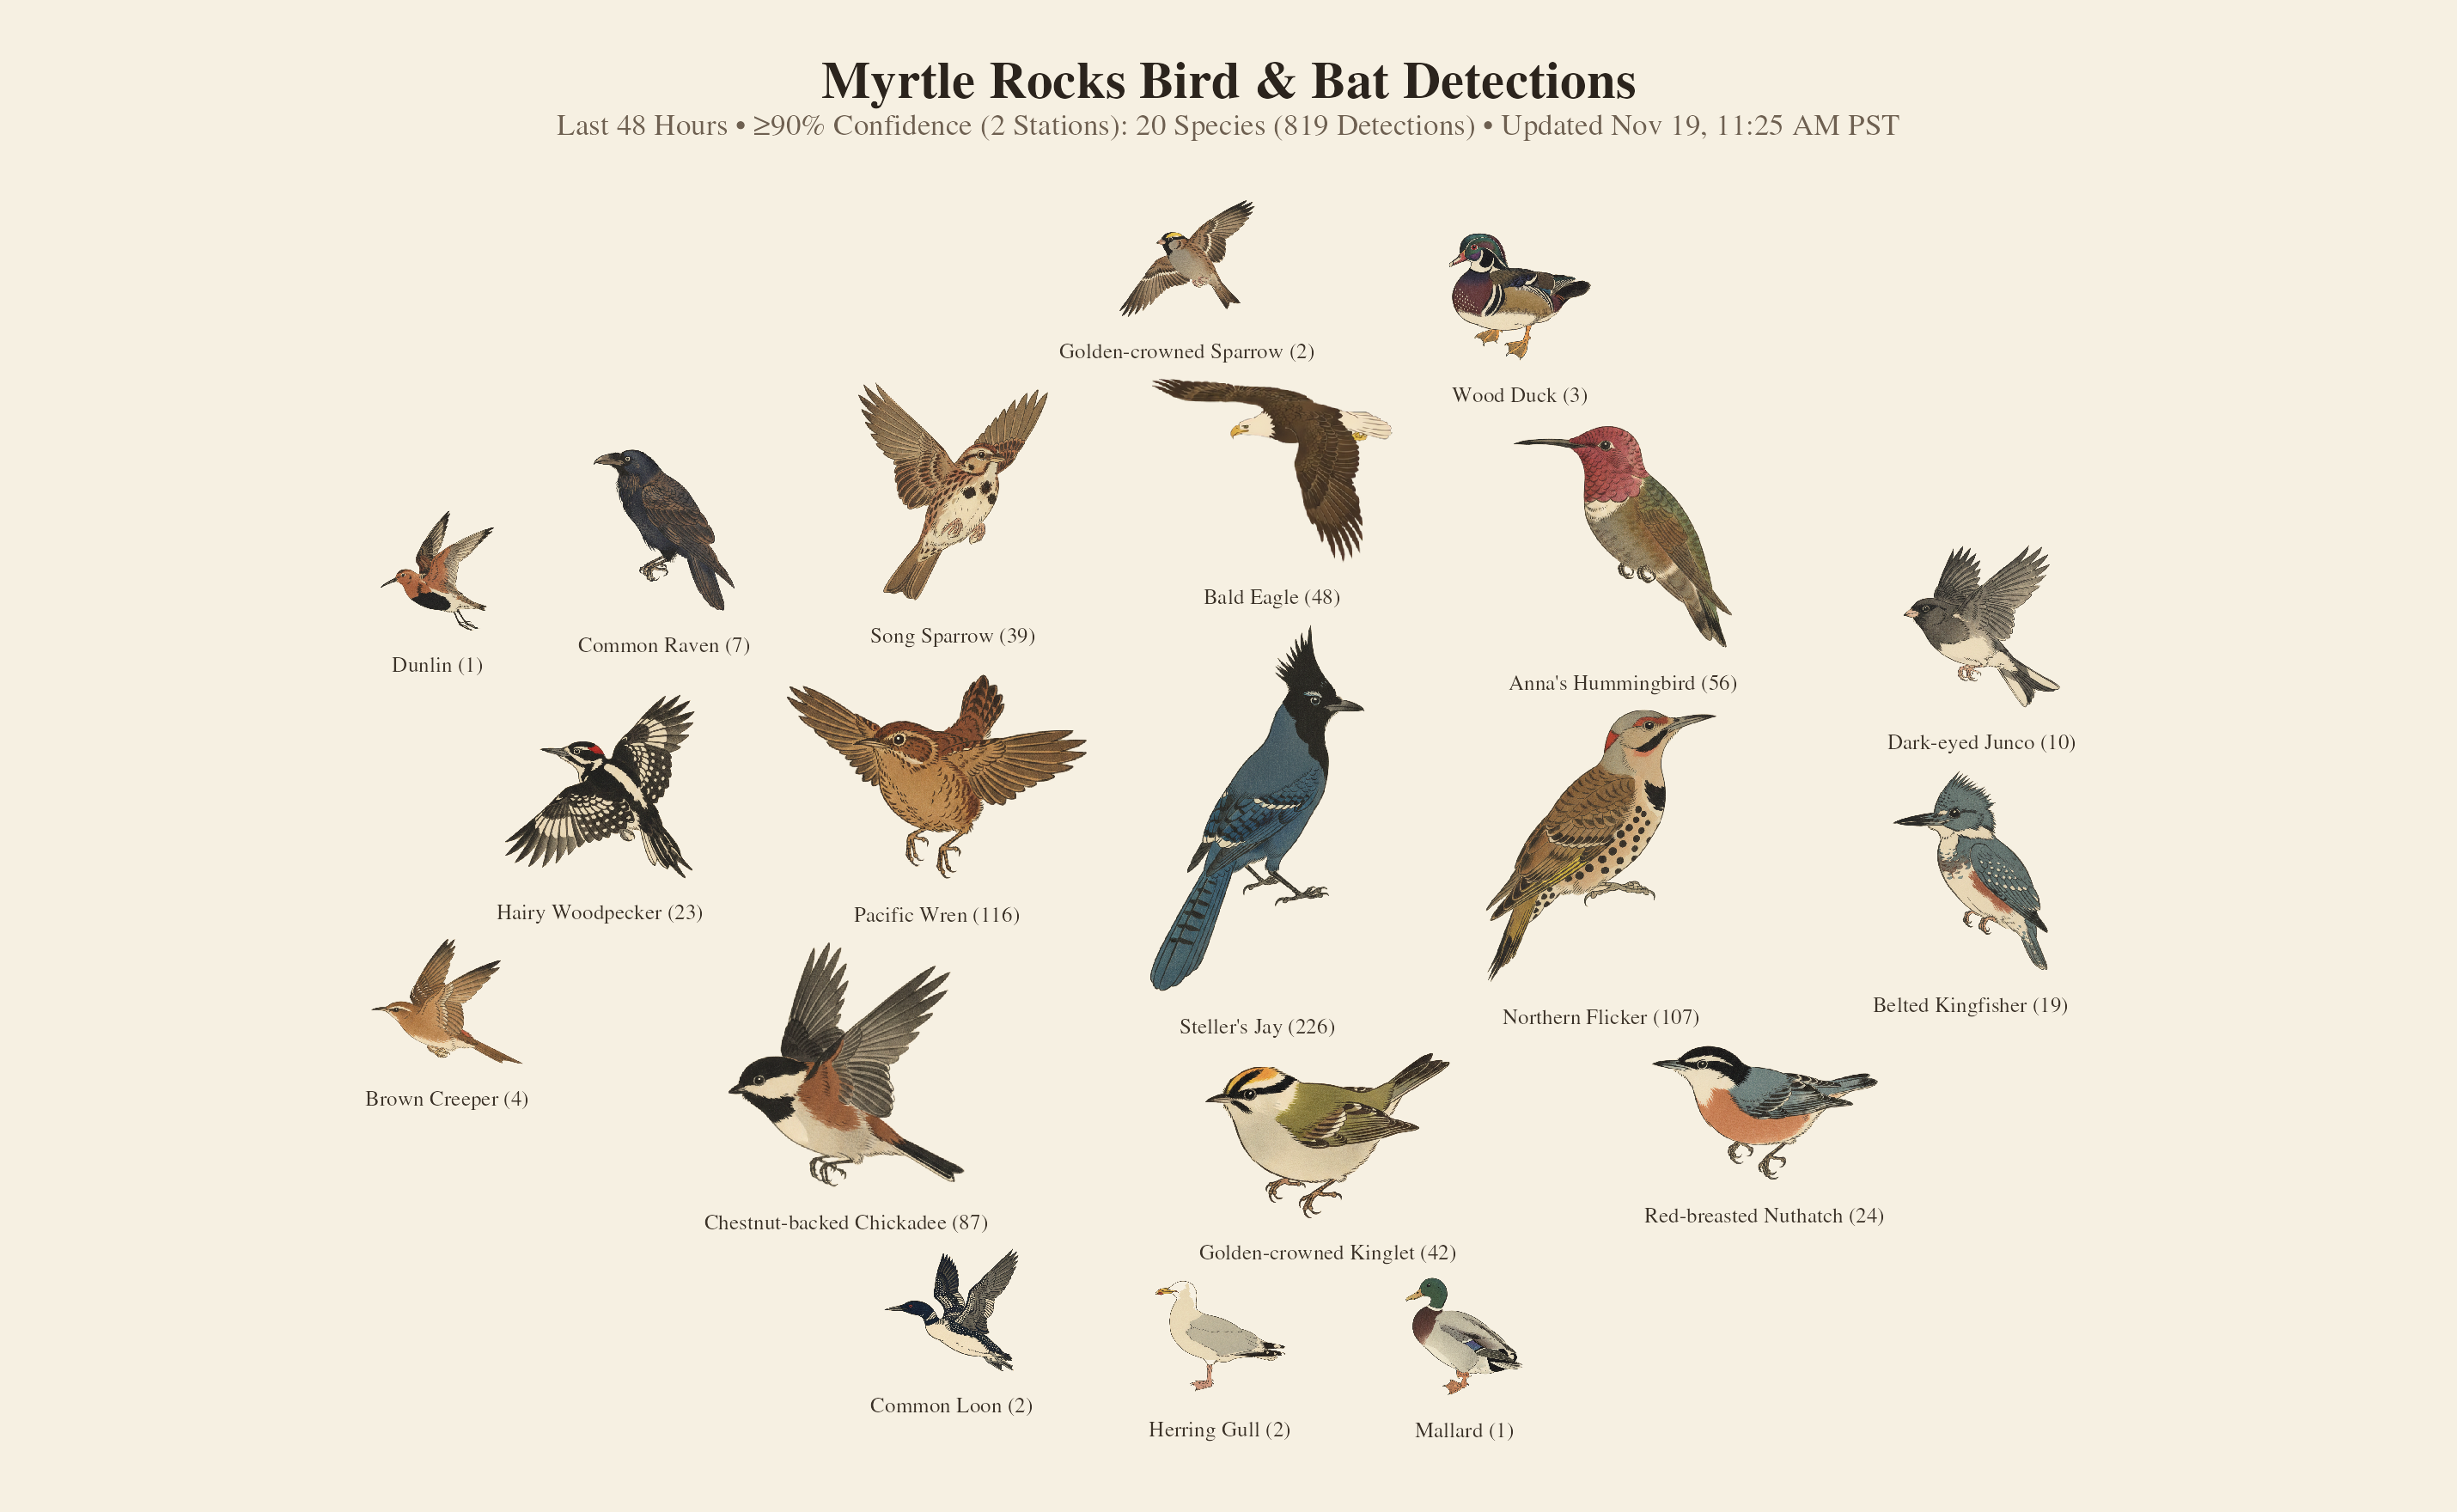 Myrtle Rocks Bird & Bat Detections
Last 48 Hours • ≥90% Confidence (2 Stations): 20 Species (819 Detections) • Updated Nov 19, 11:25 AM PST
Golden-crowned Sparrow (2)
Wood Duck (3)
Bald Eagle (48)
Song Sparrow (39)
Common Raven (7)
Dunlin (1)
Anna's Hummingbird (56)
Dark-eyed Junco (10)
Hairy Woodpecker (23)
Pacific Wren (116)
Steller's Jay (226)
Northern Flicker (107)
Belted Kingfisher (19)
Brown Creeper (4)
Chestnut-backed Chickadee (87)
Golden-crowned Kinglet (42)
Red-breasted Nuthatch (24)
Common Loon (2)
Herring Gull (2)
Mallard (1)